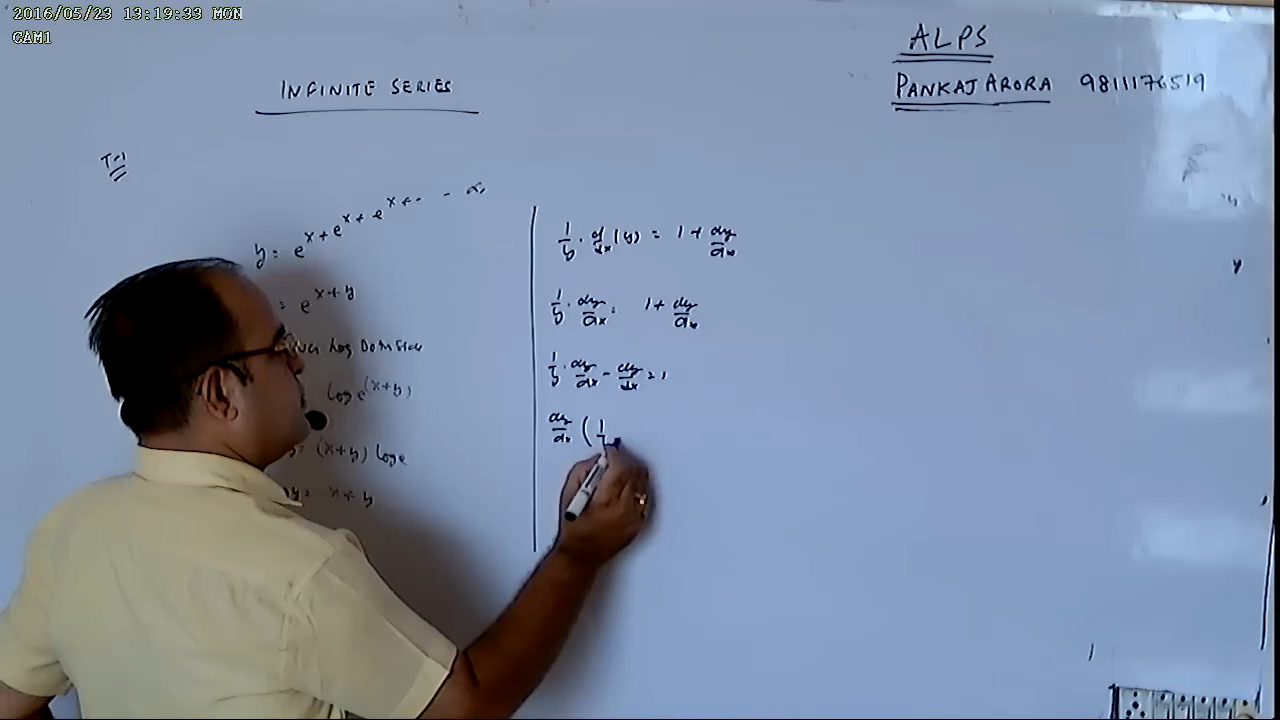 2016/05/23 13:19:33 MON
CAM1
ALPS
PANKAJ ARORA 9811176519
INFINITE SERIES
T-1
y = e^{x+e^{x+e^{x+... - ∞}}}
= e^{x+y}
Log Both Side
log e^{(x+y)}
= (x+y) log e
y = x + y
1/y · d/dx (y) = 1 + dy/dx
1/y · dy/dx = 1 + dy/dx
1/y · dy/dx - dy/dx = 1
dy/dx ( 1